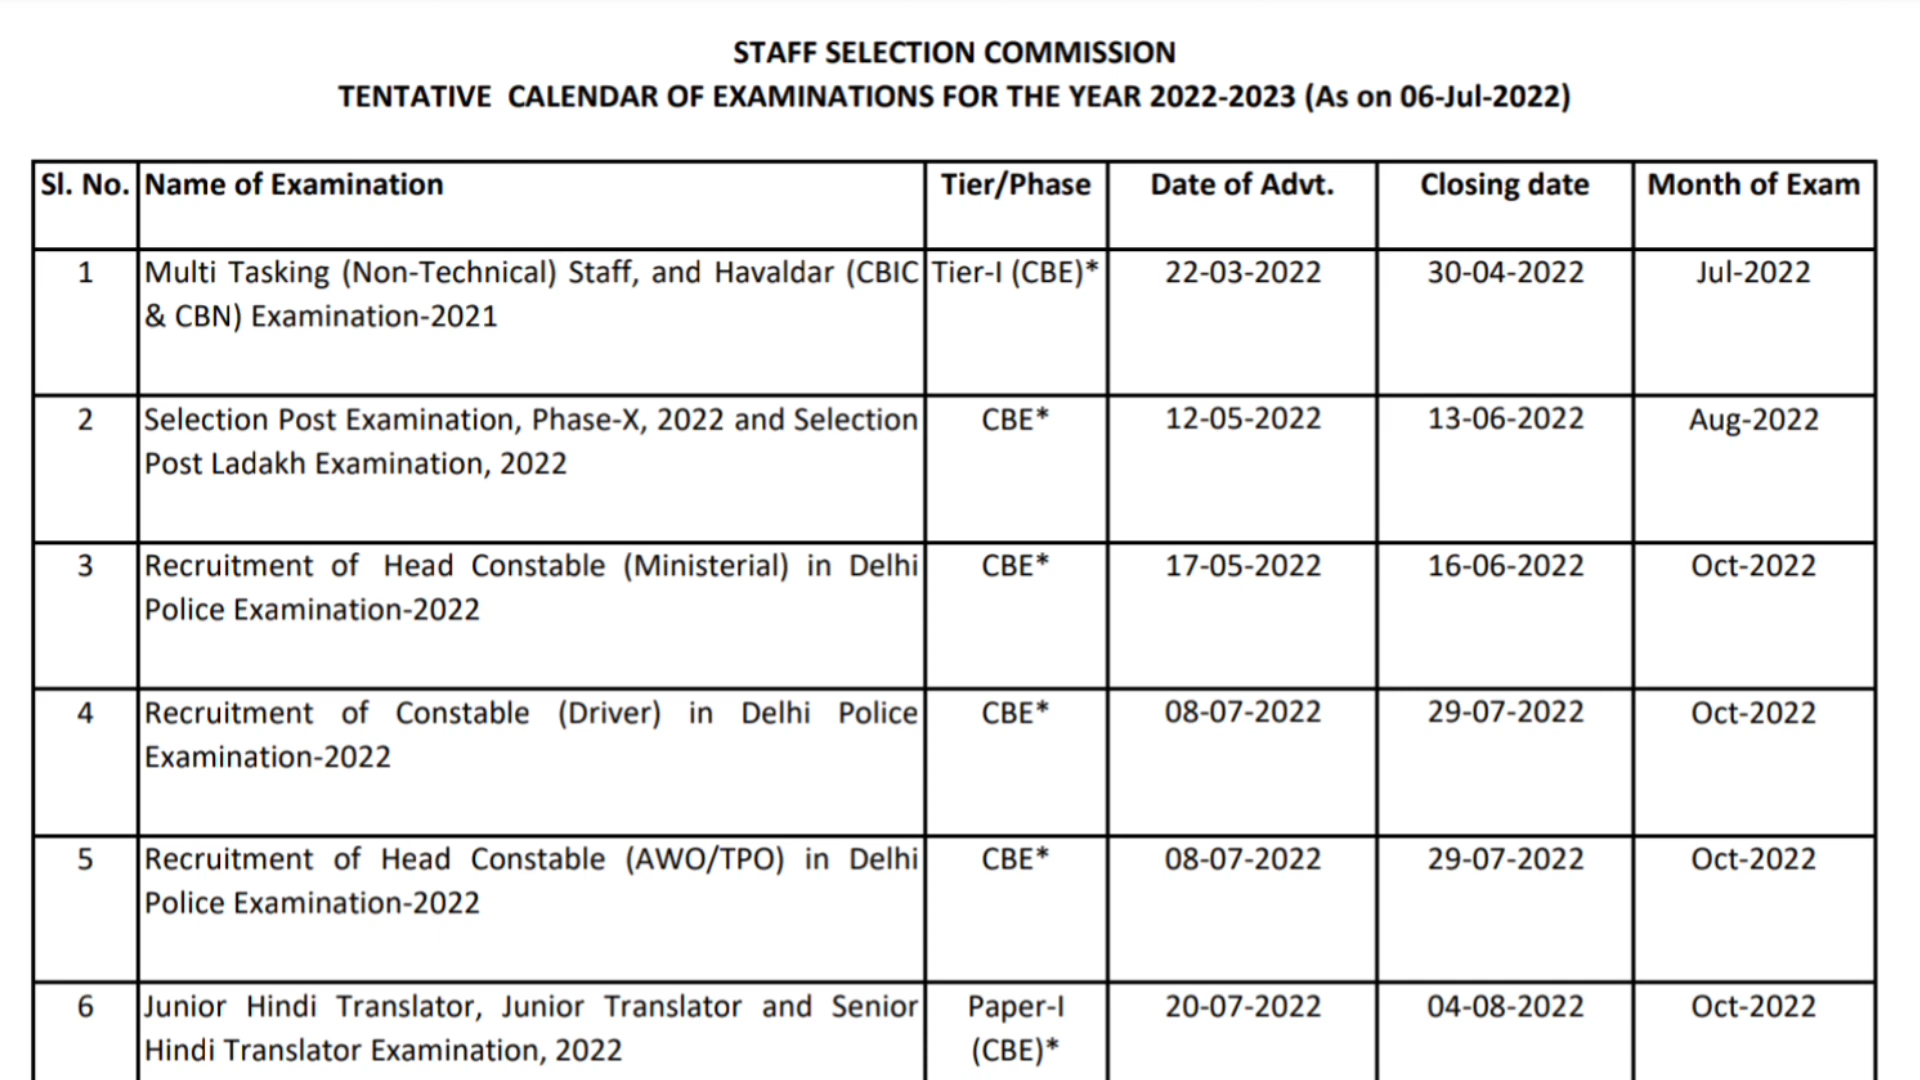 STAFF SELECTION COMMISSION
TENTATIVE CALENDAR OF EXAMINATIONS FOR THE YEAR 2022-2023 (As on 06-Jul-2022)
Sl. No. Name of Examination Tier/Phase Date of Advt. Closing date Month of Exam
1 Multi Tasking (Non-Technical) Staff, and Havaldar (CBIC Tier-I (CBE)* 22-03-2022 30-04-2022 Jul-2022
& CBN) Examination-2021
2 Selection Post Examination, Phase-X, 2022 and Selection CBE* 12-05-2022 13-06-2022 Aug-2022
Post Ladakh Examination, 2022
3 Recruitment of Head Constable (Ministerial) in Delhi CBE* 17-05-2022 16-06-2022 Oct-2022
Police Examination-2022
4 Recruitment of Constable (Driver) in Delhi Police CBE* 08-07-2022 29-07-2022 Oct-2022
Examination-2022
5 Recruitment of Head Constable (AWO/TPO) in Delhi CBE* 08-07-2022 29-07-2022 Oct-2022
Police Examination-2022
6 Junior Hindi Translator, Junior Translator and Senior Paper-I 20-07-2022 04-08-2022 Oct-2022
Hindi Translator Examination, 2022 (CBE)*